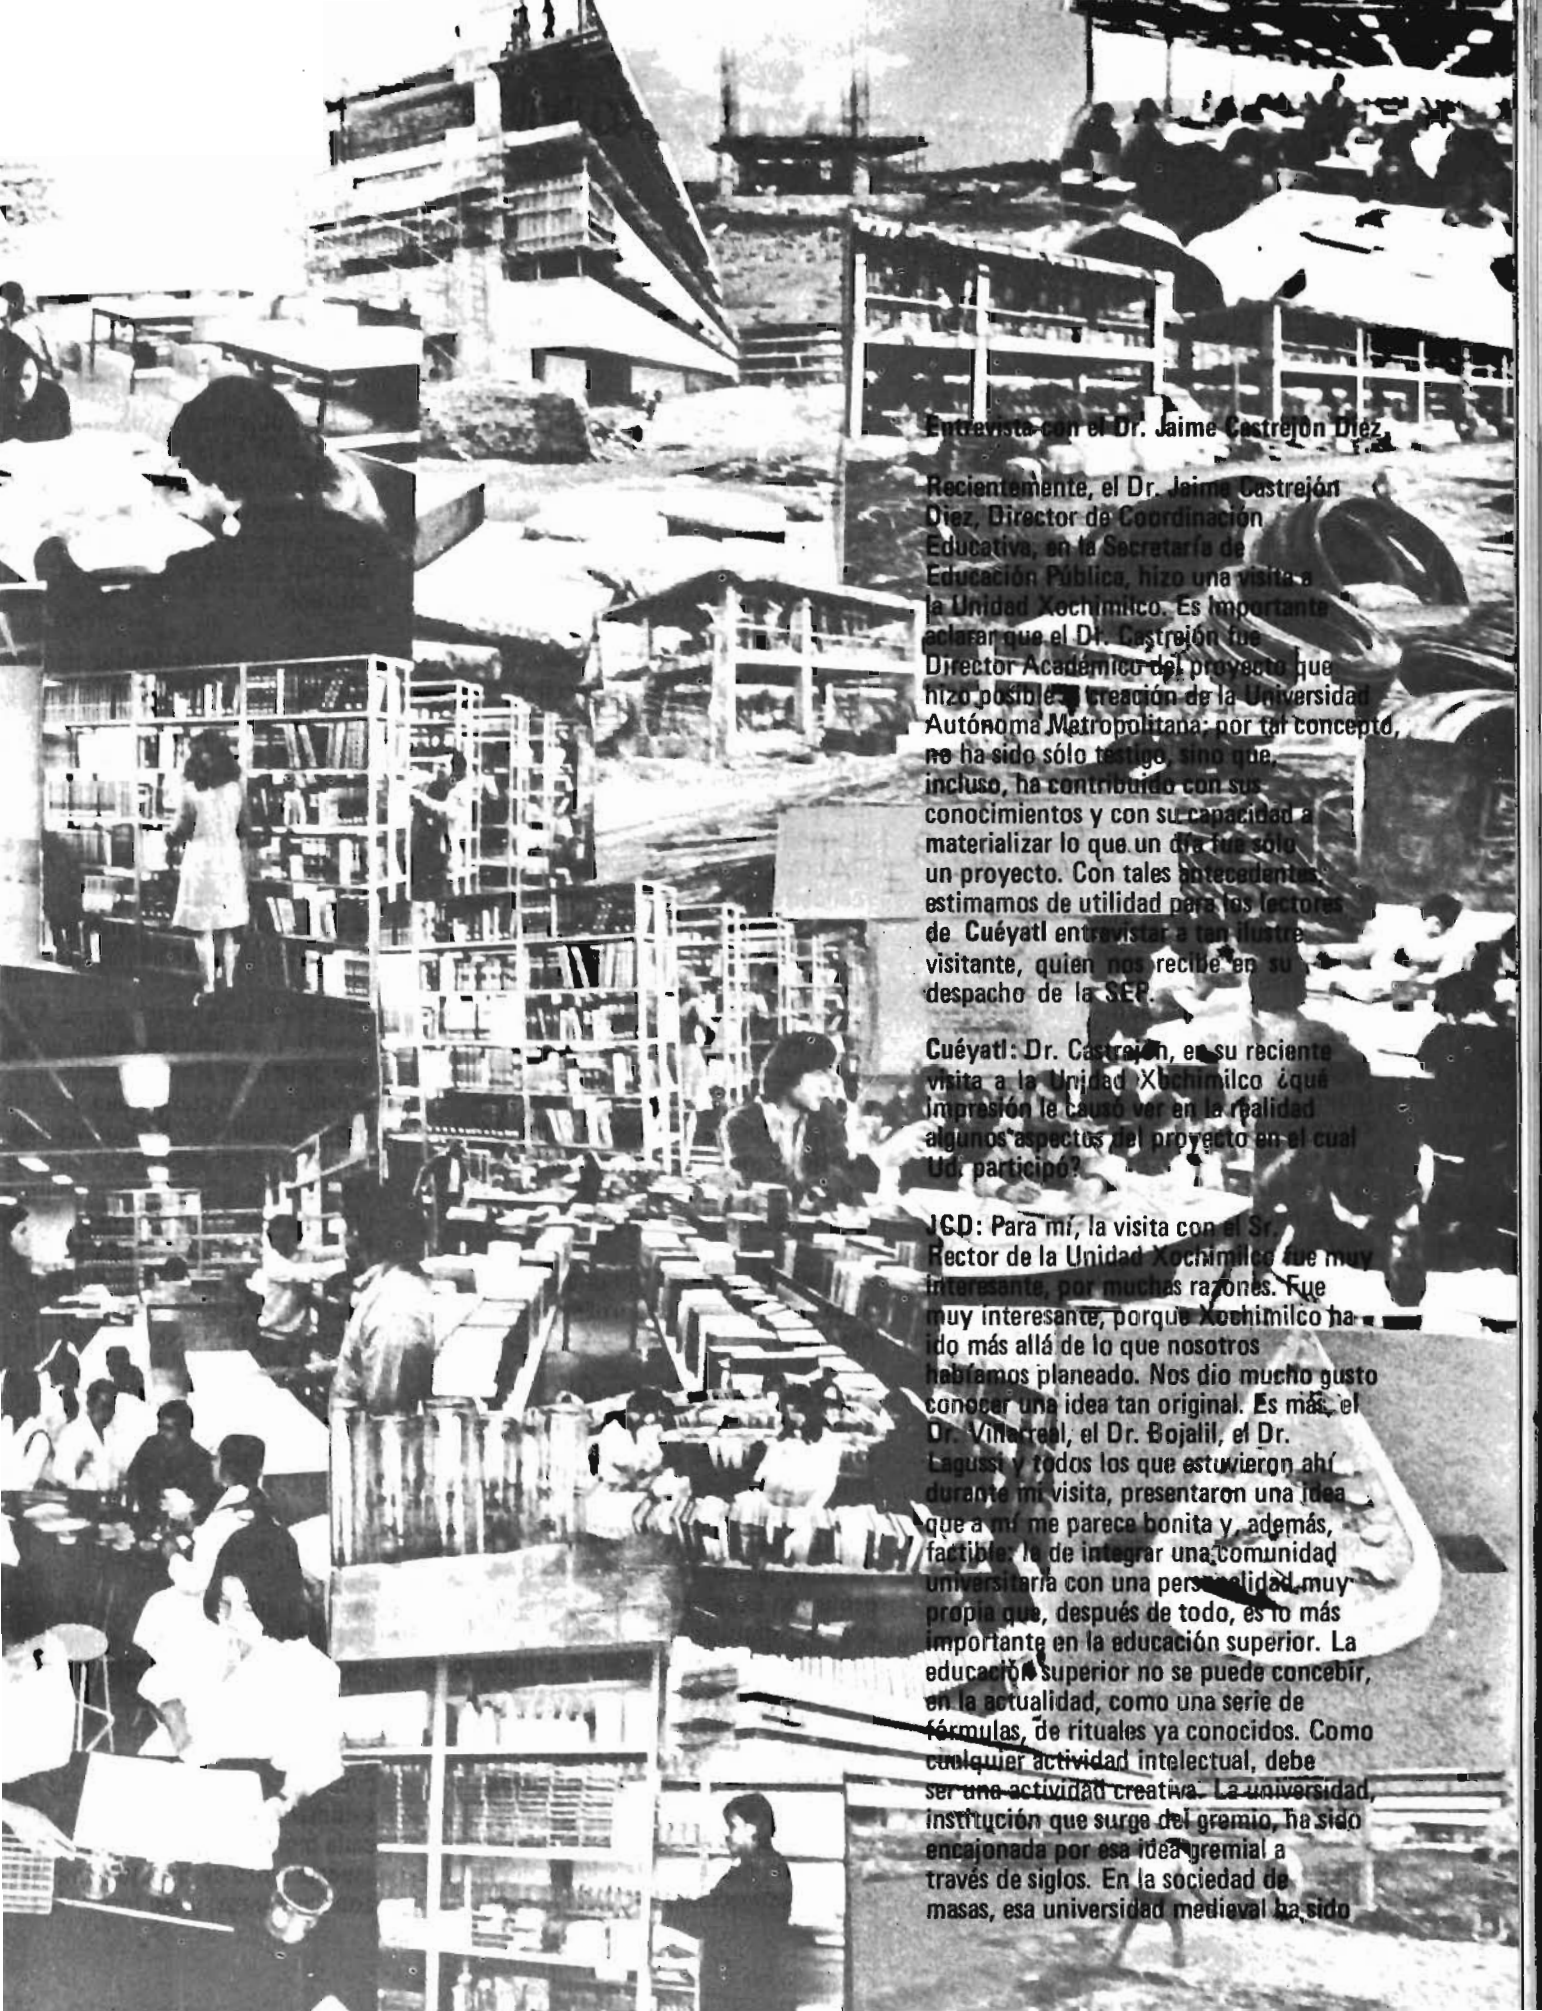 Entrevista con el Dr. Jaime Castrejón Diez.
Recientemente, el Dr. Jaime Castrejón
Diez, Director de Coordinación
Educativa, en la Secretaría de
Educación Pública, hizo una visita a
la Unidad Xochimilco. Es importante
aclarar que el Dr. Castrejón fue
Director Académico del proyecto que
hizo posible la creación de la Universidad
Autónoma Metropolitana; por tal concepto,
no ha sido sólo testigo, sino que,
incluso, ha contribuido con sus
conocimientos y con su capacidad a
materializar lo que un día fue sólo
un proyecto. Con tales antecedentes,
estimamos de utilidad para los lectores
de Cuéyatl entrevistar a tan ilustre
visitante, quien nos recibe en su
despacho de la SEP.
Cuéyatl: Dr. Castrejón, en su reciente
visita a la Unidad Xochimilco ¿qué
impresión le causó ver en la realidad
algunos aspectos del proyecto en el cual
Ud. participó?
JCD: Para mí, la visita con el Sr.
Rector de la Unidad Xochimilco fue muy
interesante, por muchas razones. Fue
muy interesante, porque Xochimilco ha
ido más allá de lo que nosotros
habíamos planeado. Nos dio mucho gusto
conocer una idea tan original. Es más, el
Dr. Villarreal, el Dr. Bojalil, el Dr.
Lagussi y todos los que estuvieron ahí
durante mi visita, presentaron una idea
que a mí me parece bonita y, además,
factible: la de integrar una comunidad
universitaria con una personalidad muy
propia que, después de todo, es lo más
importante en la educación superior. La
educación superior no se puede concebir,
en la actualidad, como una serie de
fórmulas, de rituales ya conocidos. Como
cualquier actividad intelectual, debe
ser una actividad creativa. La universidad,
institución que surge del gremio, ha sido
encajonada por esa idea gremial a
través de siglos. En la sociedad de
masas, esa universidad medieval ha sido